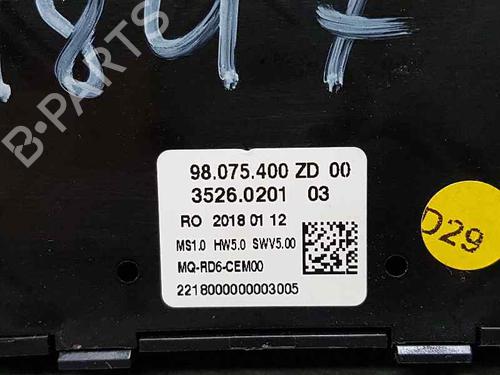 98.075.400 ZD 00
3526.0201 03
RO 2018 01 12
MS1.0 HW5.0 SWV5.00
MQ-RD6-CEM00
2218000000003005
D29
B-PARTS